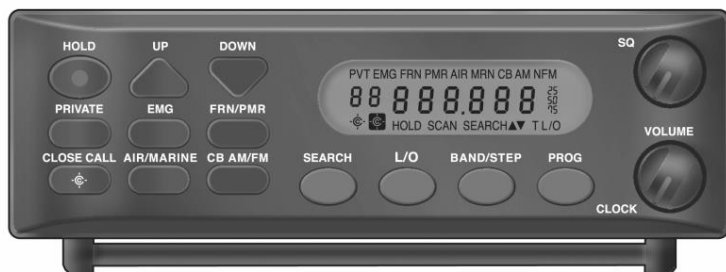 HOLD UP DOWN SQ
PVT EMG FRN PMR AIR MRN CB AM NFM
88 888.888 25 50 75
PRIVATE EMG FRN/PMR
HOLD SCAN SEARCH▲▼ T L/O
VOLUME
CLOSE CALL AIR/MARINE CB AM/FM SEARCH L/O BAND/STEP PROG
CLOCK